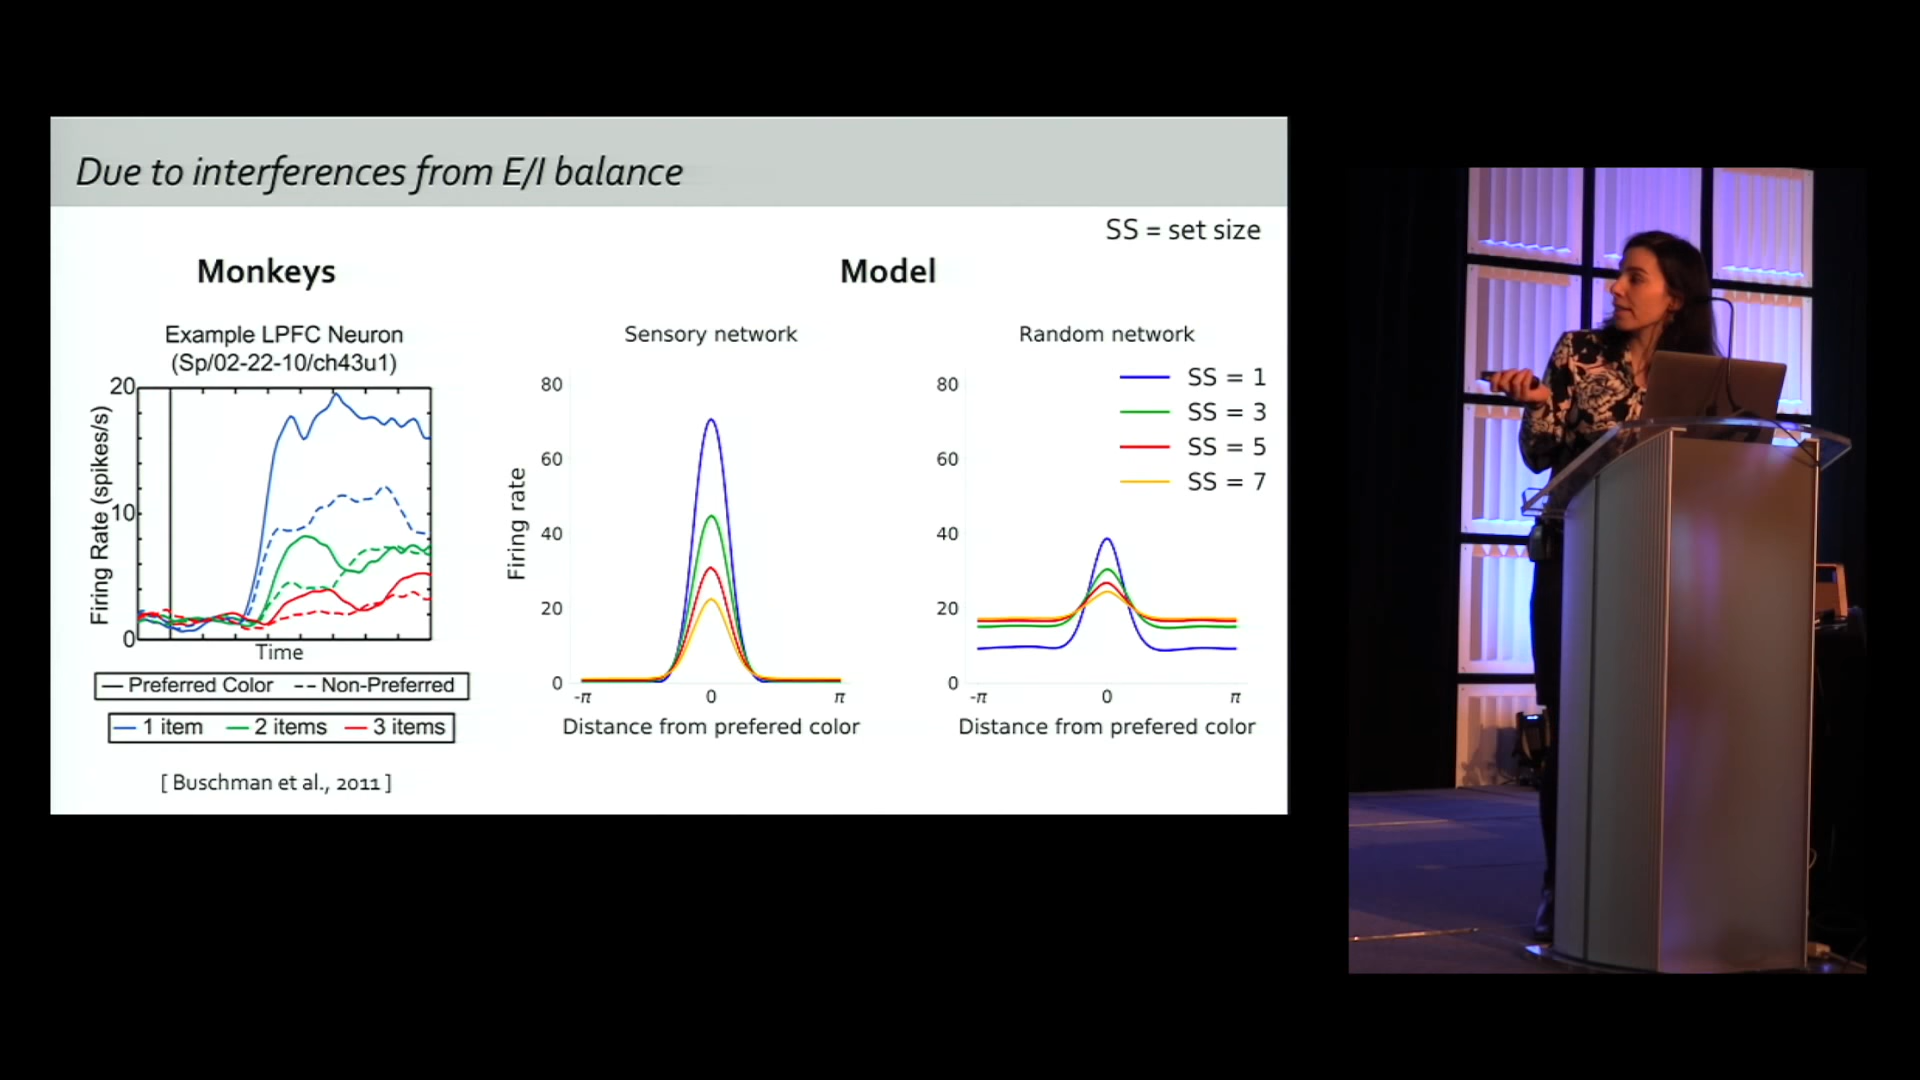 Due to interferences from E/I balance
SS = set size
Monkeys
Model
Example LPFC Neuron
(Sp/02-22-10/ch43u1)
20
10
0
Firing Rate (spikes/s)
Time
Preferred Color -- Non-Preferred
1 item 2 items 3 items
[ Buschman et al., 2011 ]
Sensory network
80
60
40
20
0
Firing rate
-π 0 π
Distance from prefered color
Random network
SS = 1
SS = 3
SS = 5
SS = 7
80
60
40
20
0
-π 0 π
Distance from prefered color